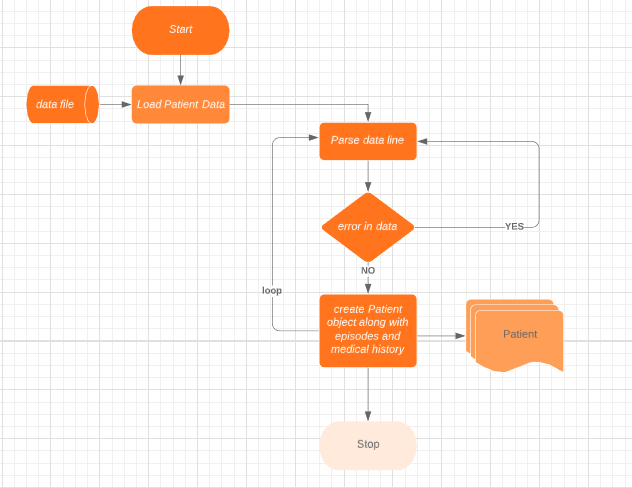 Start
data file
Load Patient Data
Parse data line
error in data
YES
NO
loop
create Patient
object along with
episodes and
medical history
Patient
Stop